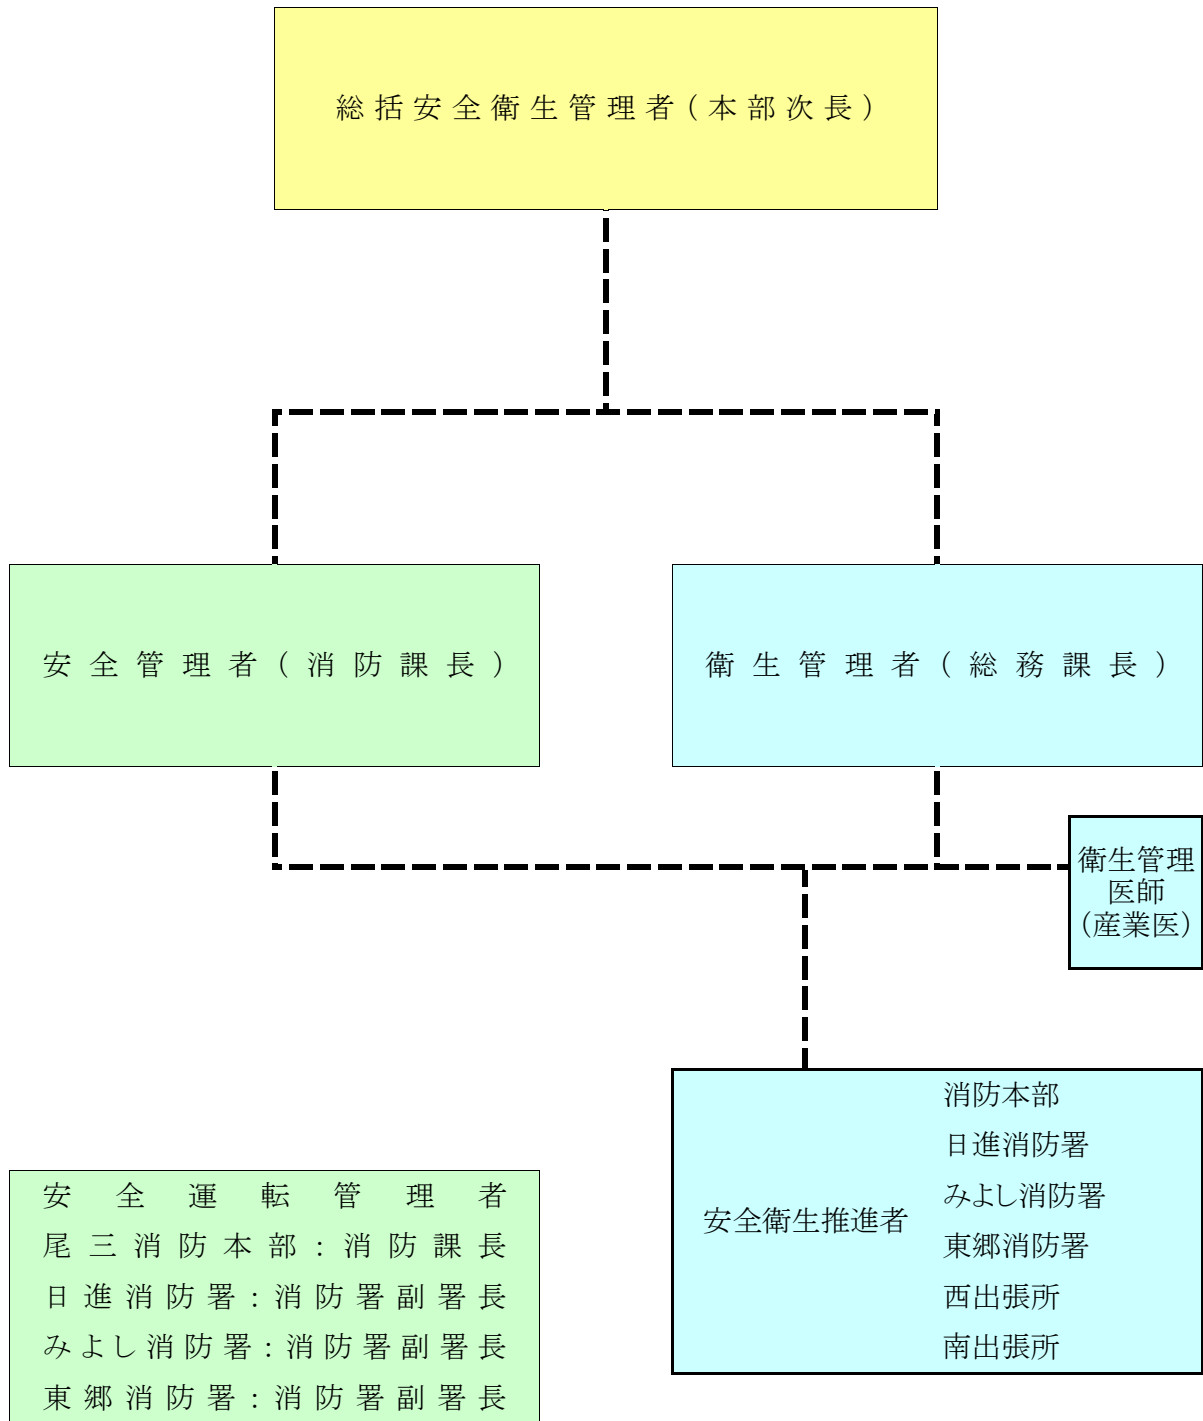 総括安全衛生管理者(本部次長)
安全管理者(消防課長)
衛生管理者(総務課長)
衛生管理
医師
(産業医)
安全衛生推進者
消防本部
日進消防署
みよし消防署
東郷消防署
西出張所
南出張所
安全運転管理者
尾三消防本部:消防課長
日進消防署:消防署副署長
みよし消防署:消防署副署長
東郷消防署:消防署副署長